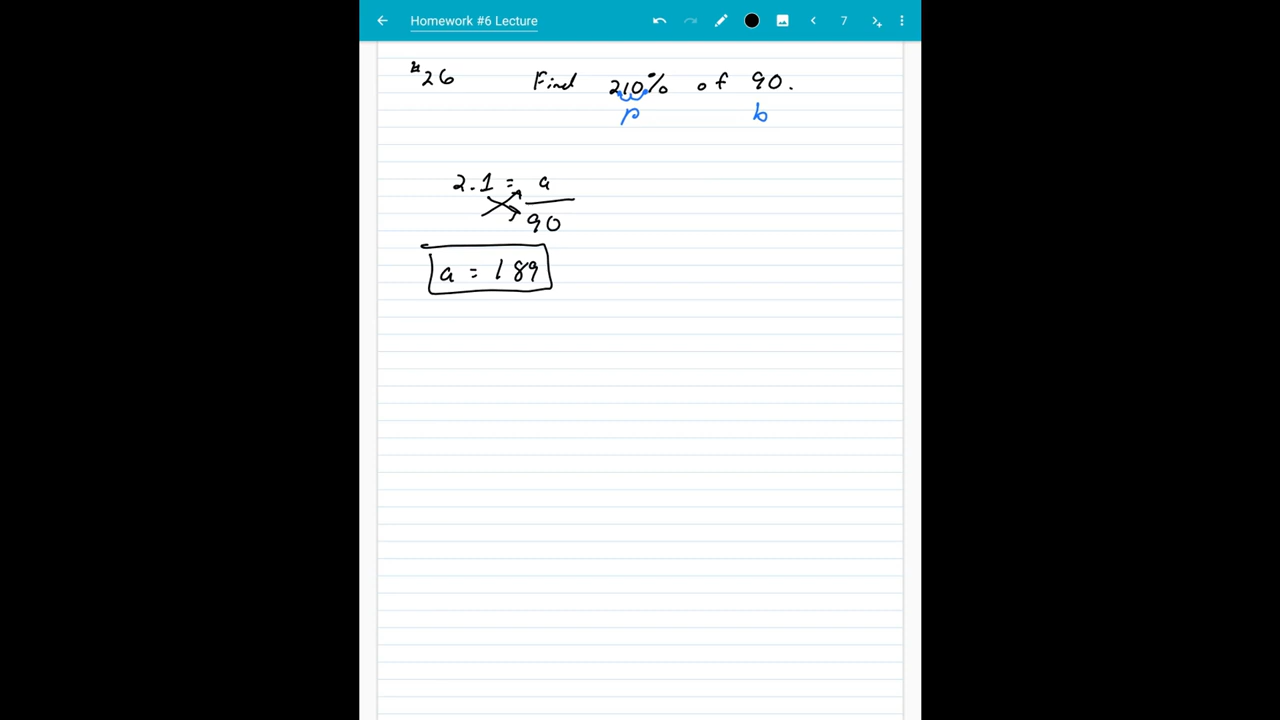 Homework #6 Lecture
7
#26 Find 210% of 90.
p b
2.1 = a
90
a = 189